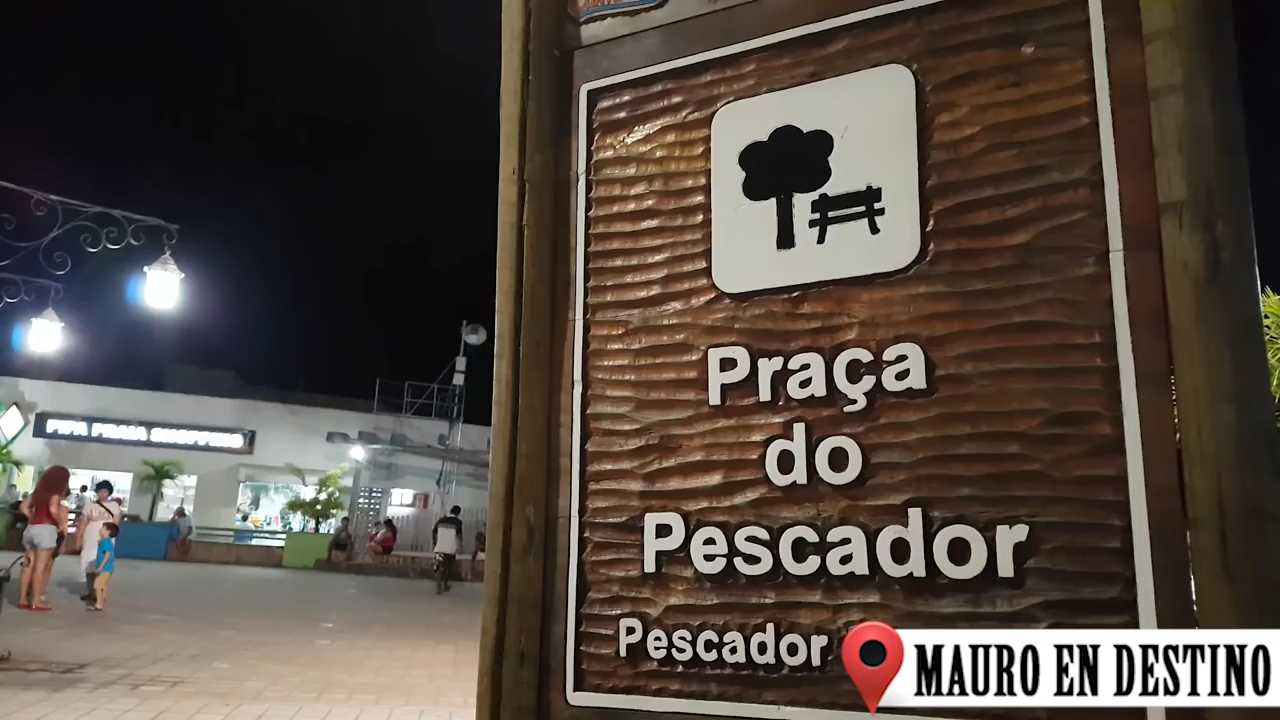 Praça
do
Pescador
Pescador
PIPA PRAIA SHOPPING
MAURO EN DESTINO